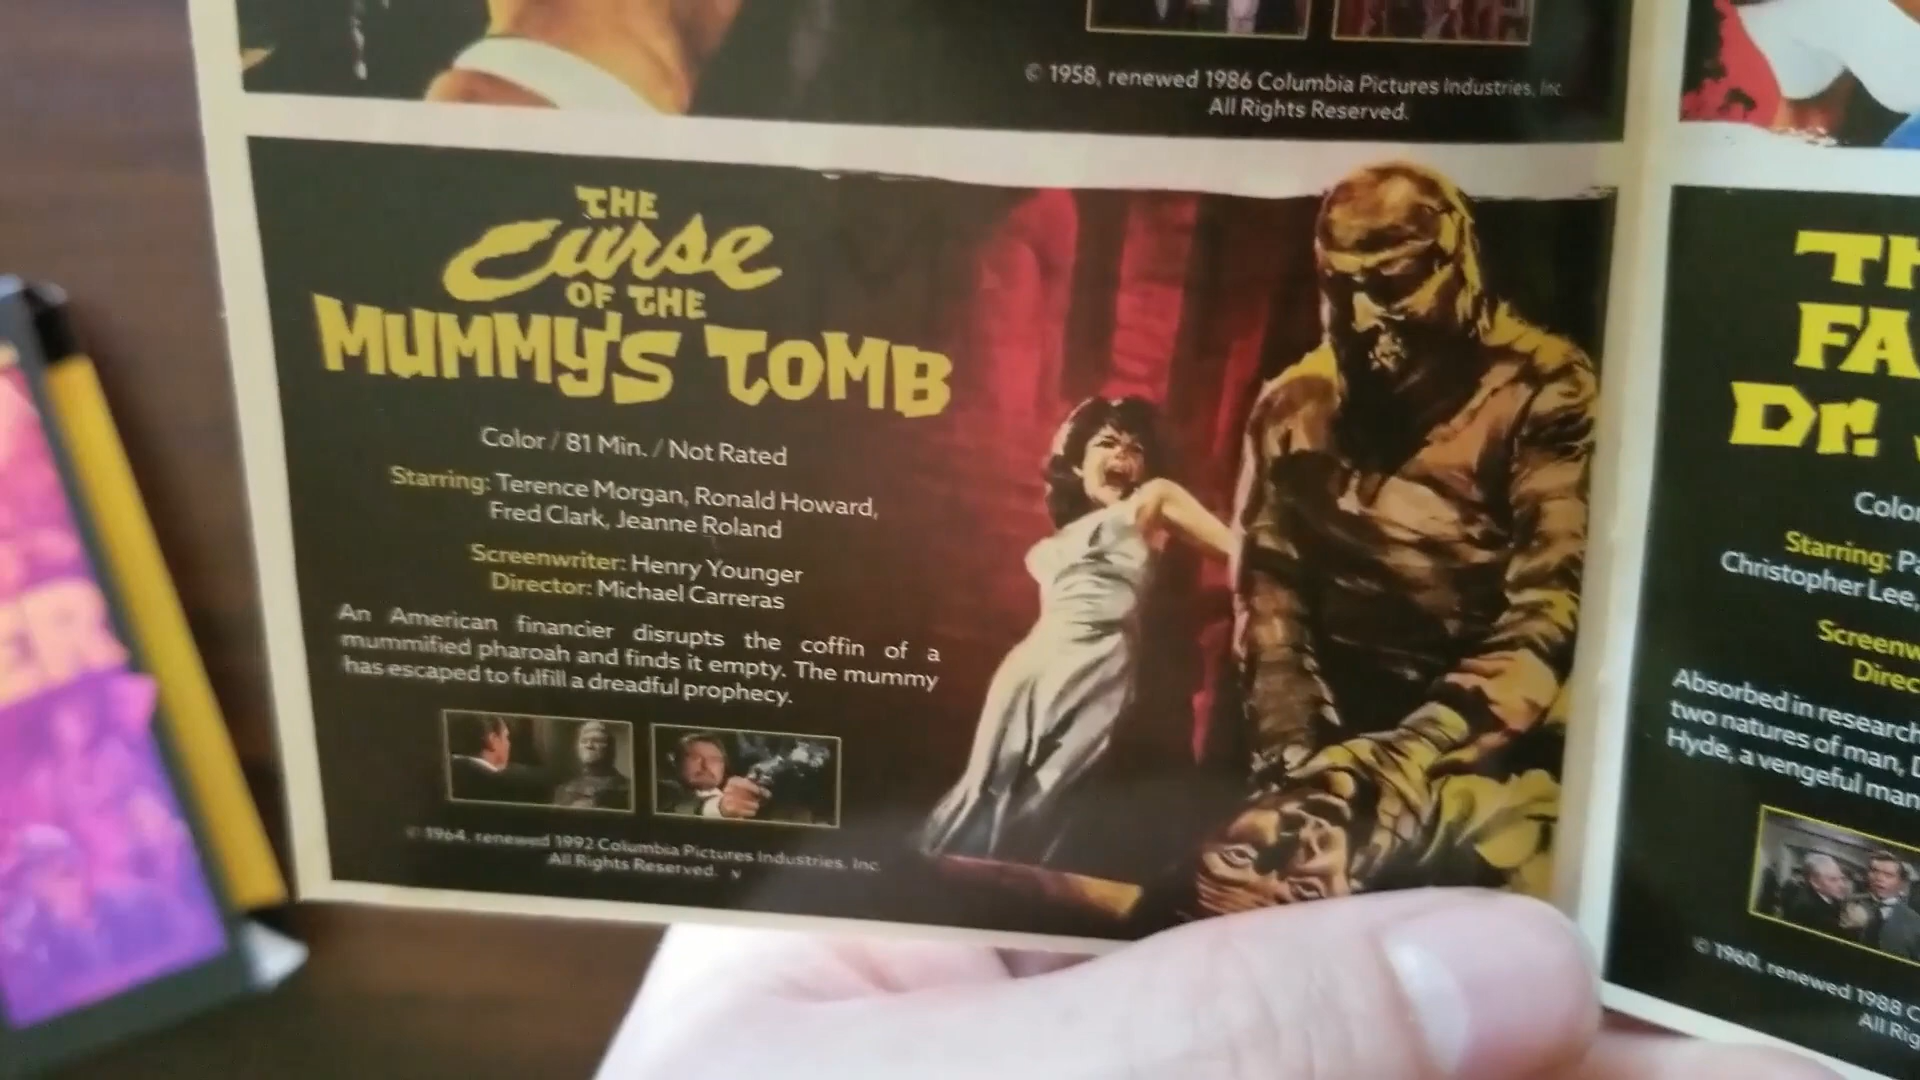 © 1958, renewed 1986 Columbia Pictures Industries, Inc.
All Rights Reserved.
THE
Curse
OF THE
MUMMY'S TOMB
Color / 81 Min. / Not Rated
Starring: Terence Morgan, Ronald Howard,
Fred Clark, Jeanne Roland
Screenwriter: Henry Younger
Director: Michael Carreras
An American financier disrupts the coffin of a
mummified pharoah and finds it empty. The mummy
has escaped to fulfill a dreadful prophecy.
© 1964, renewed 1992 Columbia Pictures Industries, Inc.
All Rights Reserved.
Dr.
Starring:
Christopher Lee,
Absorbed in research
two natures of man,
Hyde, a vengeful man
© 1960, renewed 1988
All
ER